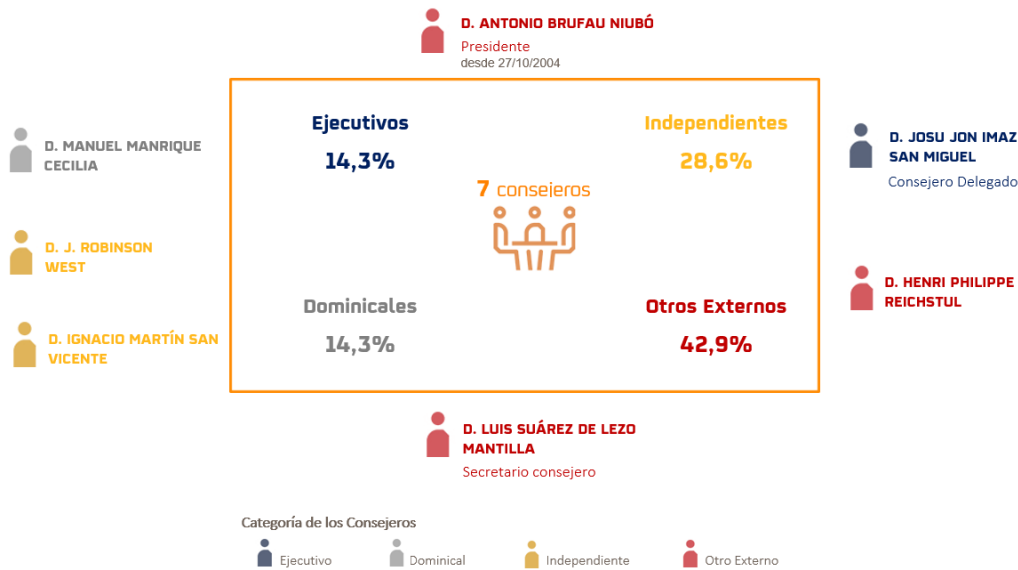 D. ANTONIO BRUFAU NIUBÓ
Presidente
desde 27/10/2004
Ejecutivos
14,3%
Independientes
28,6%
D. MANUEL MANRIQUE
CECILIA
D. JOSU JON IMAZ
SAN MIGUEL
Consejero Delegado
7 consejeros
D. J. ROBINSON
WEST
D. HENRI PHILIPPE
REICHSTUL
Dominicales
14,3%
Otros Externos
42,9%
D. IGNACIO MARTÍN SAN
VICENTE
D. LUIS SUÁREZ DE LEZO
MANTILLA
Secretario consejero
Categoría de los Consejeros
Ejecutivo
Dominical
Independiente
Otro Externo